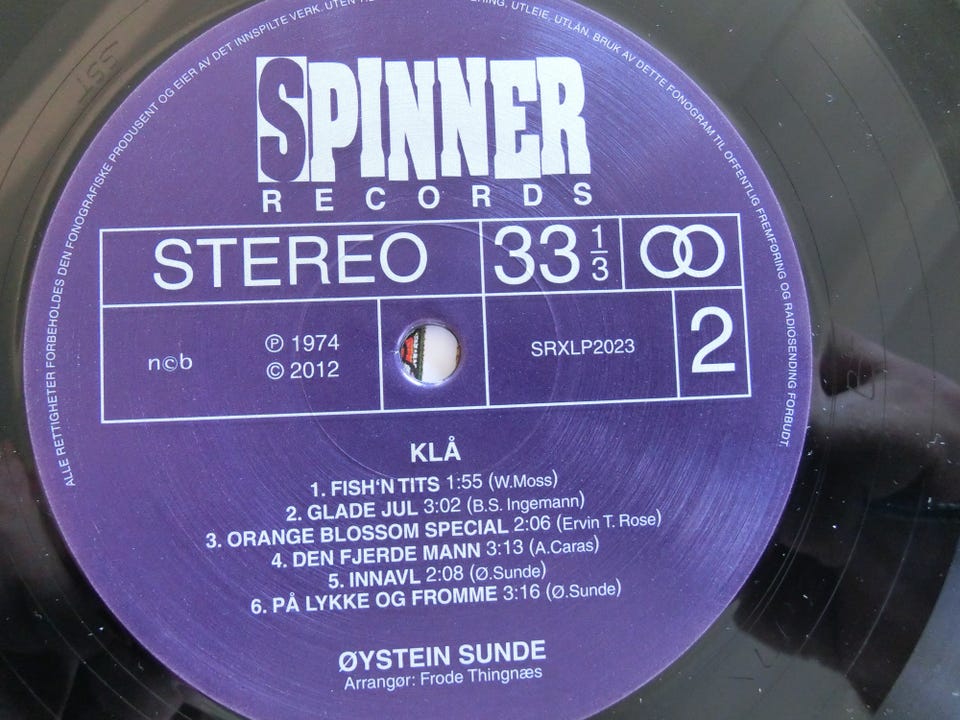 ALLE RETTIGHETER FORBEHOLDES DEN FONOGRAFISKE PRODUSENT OG EIER AV DET INNSPILTE VERK. UTEN UTLEIE, UTLÅN, BRUK AV DETTE FONOGRAM TIL OFFENTLIG FREMFØRING OG RADIOSENDING FORBUDT.
SPINNER
RECORDS
STEREO
33 1/3
2
n©b
℗ 1974
© 2012
SRXLP2023
KLÅ
1. FISH'N TITS 1:55 (W.Moss)
2. GLADE JUL 3:02 (B.S. Ingemann)
3. ORANGE BLOSSOM SPECIAL 2:06 (Ervin T. Rose)
4. DEN FJERDE MANN 3:13 (A.Caras)
5. INNAVL 2:08 (Ø.Sunde)
6. PÅ LYKKE OG FROMME 3:16 (Ø.Sunde)
ØYSTEIN SUNDE
Arrangør: Frode Thingnæs